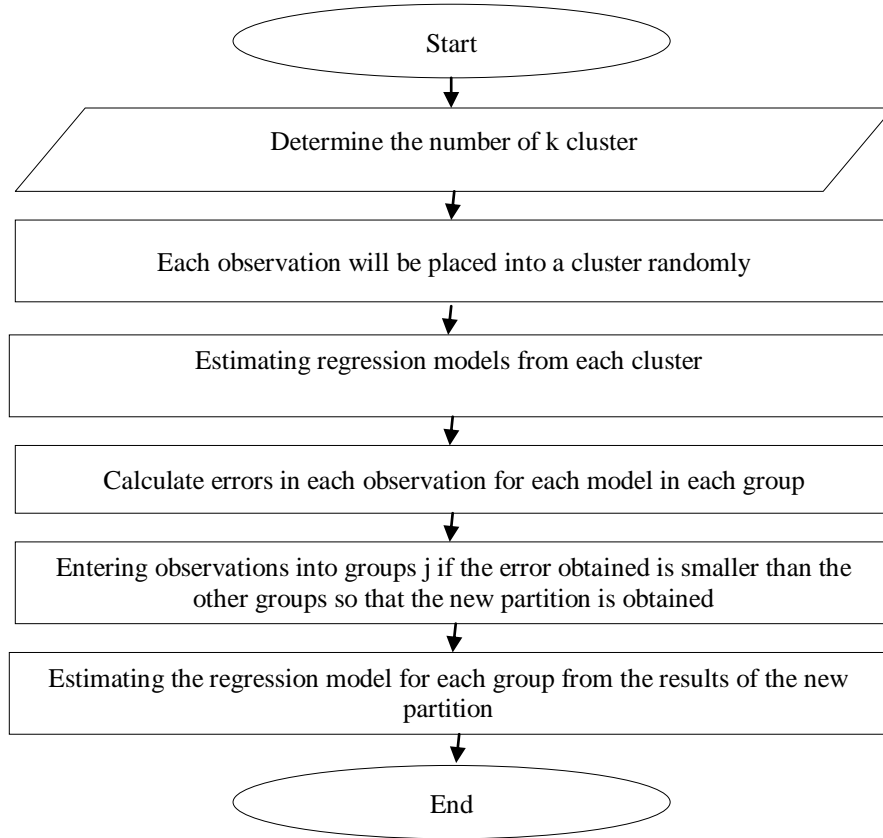 Start
Determine the number of k cluster
Each observation will be placed into a cluster randomly
Estimating regression models from each cluster
Calculate errors in each observation for each model in each group
Entering observations into groups j if the error obtained is smaller than the
other groups so that the new partition is obtained
Estimating the regression model for each group from the results of the new
partition
End